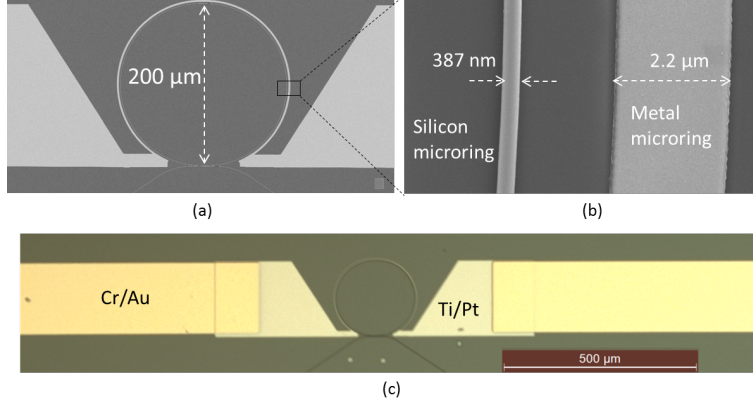 200 µm
387 nm
2.2 µm
Silicon
microring
Metal
microring
(a)
(b)
Cr/Au
Ti/Pt
500 µm
(c)